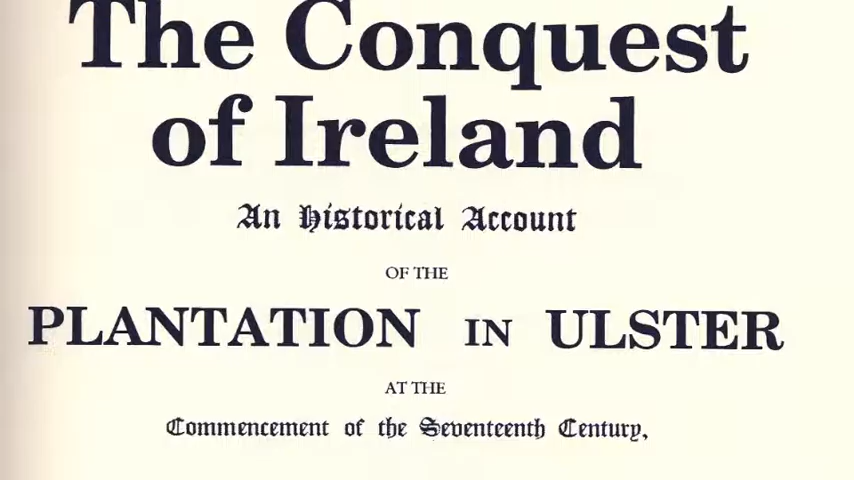 The Conquest
of Ireland
An Historical Account
OF THE
PLANTATION IN ULSTER
AT THE
Commencement of the Seventeenth Century,